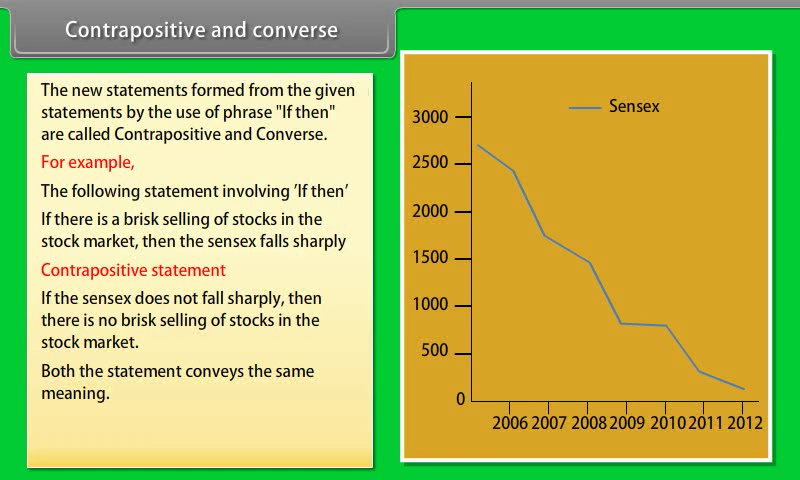 Contrapositive and converse
The new statements formed from the given
statements by the use of phrase "If then"
are called Contrapositive and Converse.
For example,
The following statement involving 'If then'
If there is a brisk selling of stocks in the
stock market, then the sensex falls sharply
Contrapositive statement
If the sensex does not fall sharply, then
there is no brisk selling of stocks in the
stock market.
Both the statement conveys the same
meaning.
Sensex
3000
2500
2000
1500
1000
500
0
2006 2007 2008 2009 2010 2011 2012